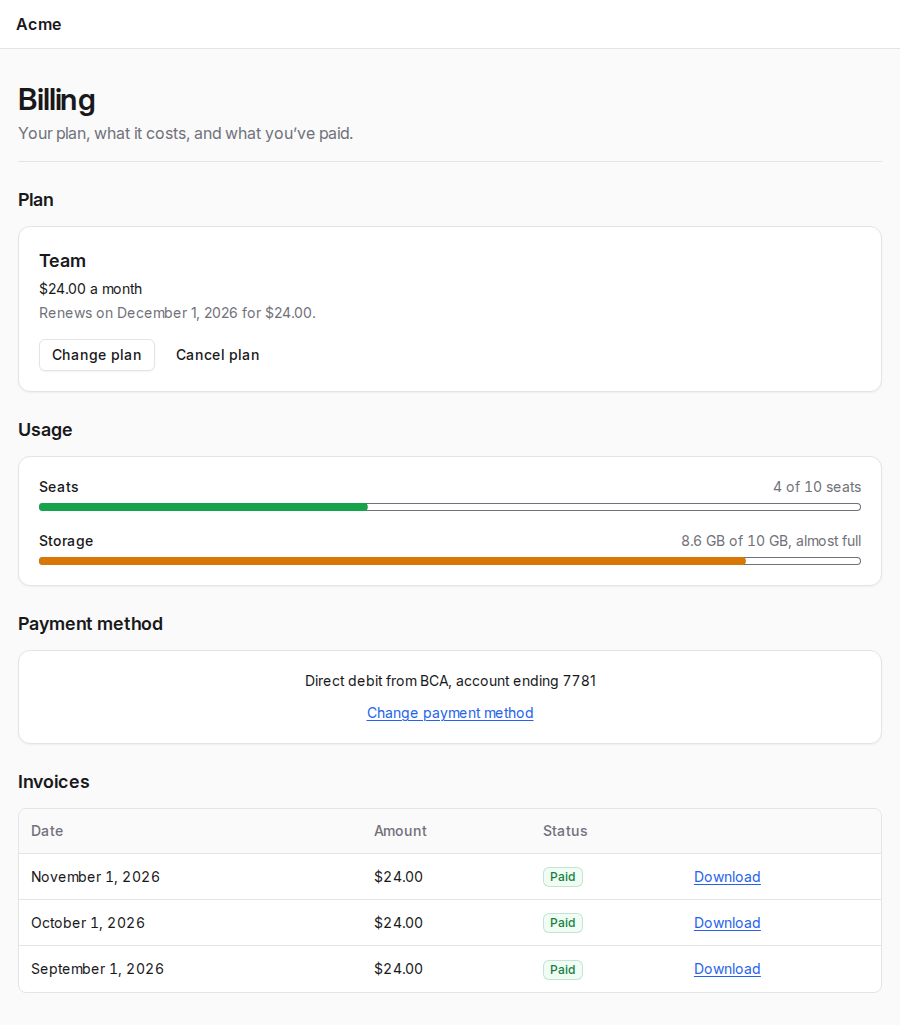 Acme
Billing
Your plan, what it costs, and what you’ve paid.
Plan
Team
$24.00 a month
Renews on December 1, 2026 for $24.00.
Change plan Cancel plan
Usage
Seats 4 of 10 seats
Storage 8.6 GB of 10 GB, almost full
Payment method
Direct debit from BCA, account ending 7781
Change payment method
Invoices
Date Amount Status
November 1, 2026 $24.00 Paid Download
October 1, 2026 $24.00 Paid Download
September 1, 2026 $24.00 Paid Download